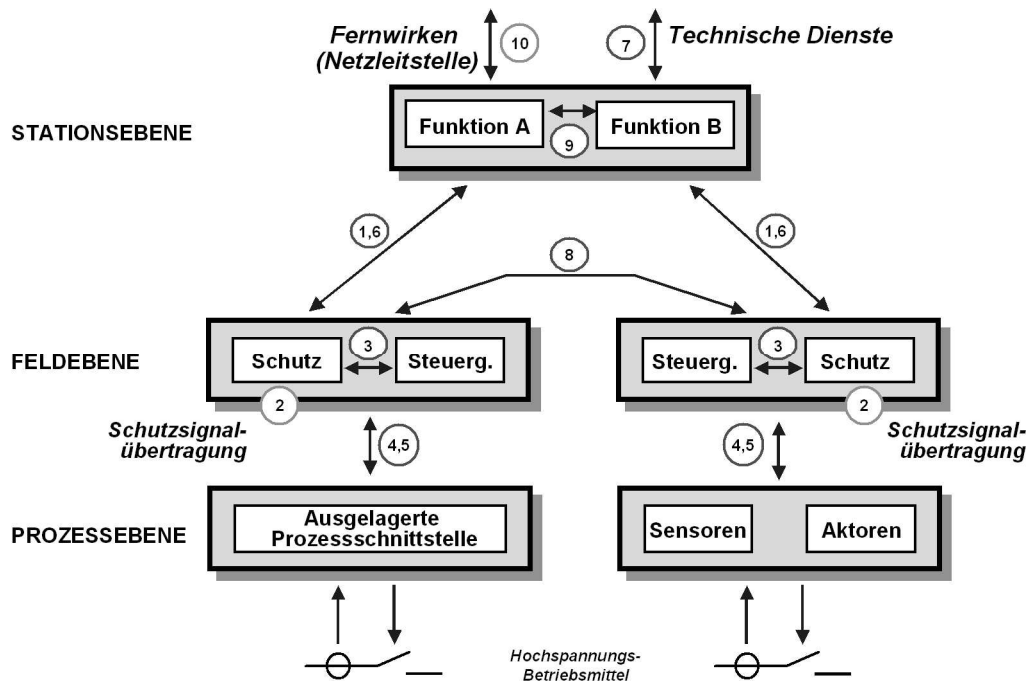 Fernwirken
(Netzleitstelle)
10
7
Technische Dienste
STATIONSEBENE
Funktion A
Funktion B
9
1,6
1,6
8
FELDEBENE
Schutz
3
Steuerg.
Steuerg.
3
Schutz
2
2
Schutzsignal-
übertragung
4,5
4,5
Schutzsignal-
übertragung
PROZESSEBENE
Ausgelagerte
Prozessschnittstelle
Sensoren
Aktoren
Hochspannungs-
Betriebsmittel